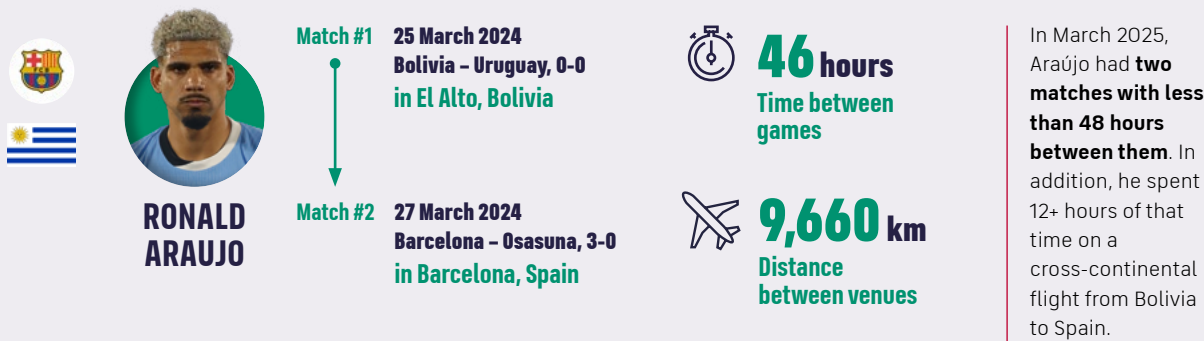 RONALD
ARAUJO
Match #1
25 March 2024
Bolivia – Uruguay, 0-0
in El Alto, Bolivia
Match #2
27 March 2024
Barcelona – Osasuna, 3-0
in Barcelona, Spain
46 hours
Time between
games
9,660 km
Distance
between venues
In March 2025,
Araújo had two
matches with less
than 48 hours
between them. In
addition, he spent
12+ hours of that
time on a
cross-continental
flight from Bolivia
to Spain.